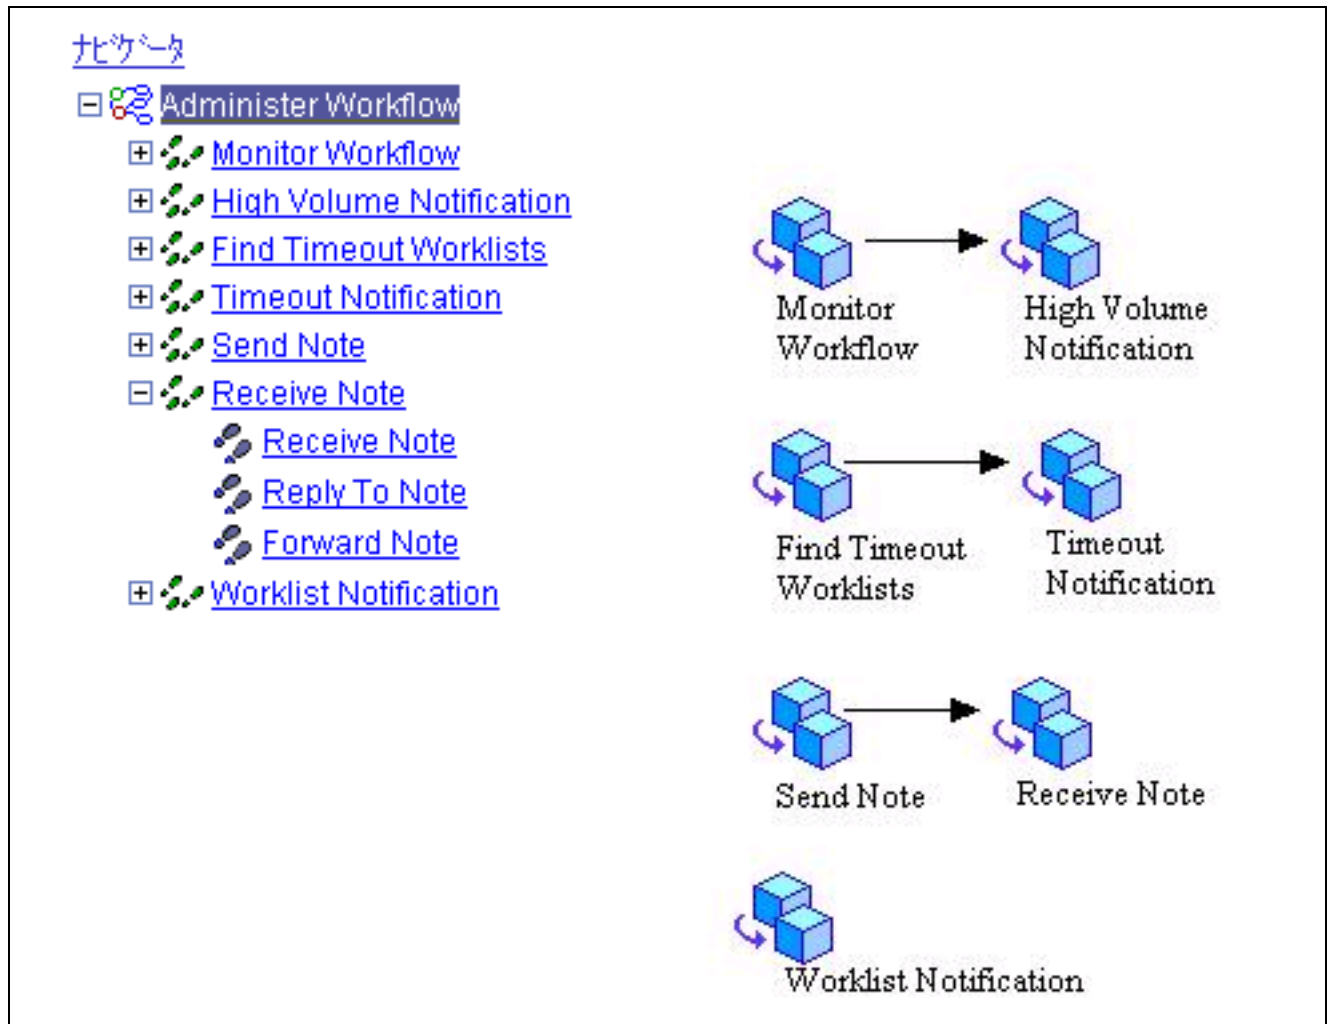 ﾅﾋﾞｹﾞｰﾀ
Administer Workflow
Monitor Workflow
High Volume Notification
Find Timeout Worklists
Timeout Notification
Send Note
Receive Note
Receive Note
Reply To Note
Forward Note
Worklist Notification
Monitor
Workflow
High Volume
Notification
Find Timeout
Worklists
Timeout
Notification
Send Note
Receive Note
Worklist Notification